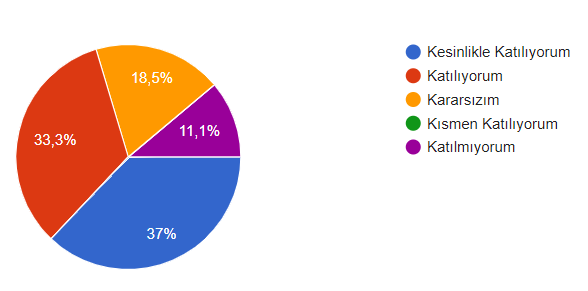 18,5%
33,3%
11,1%
37%
Kesinlikle Katılıyorum
Katılıyorum
Kararsızım
Kısmen Katılıyorum
Katılmıyorum